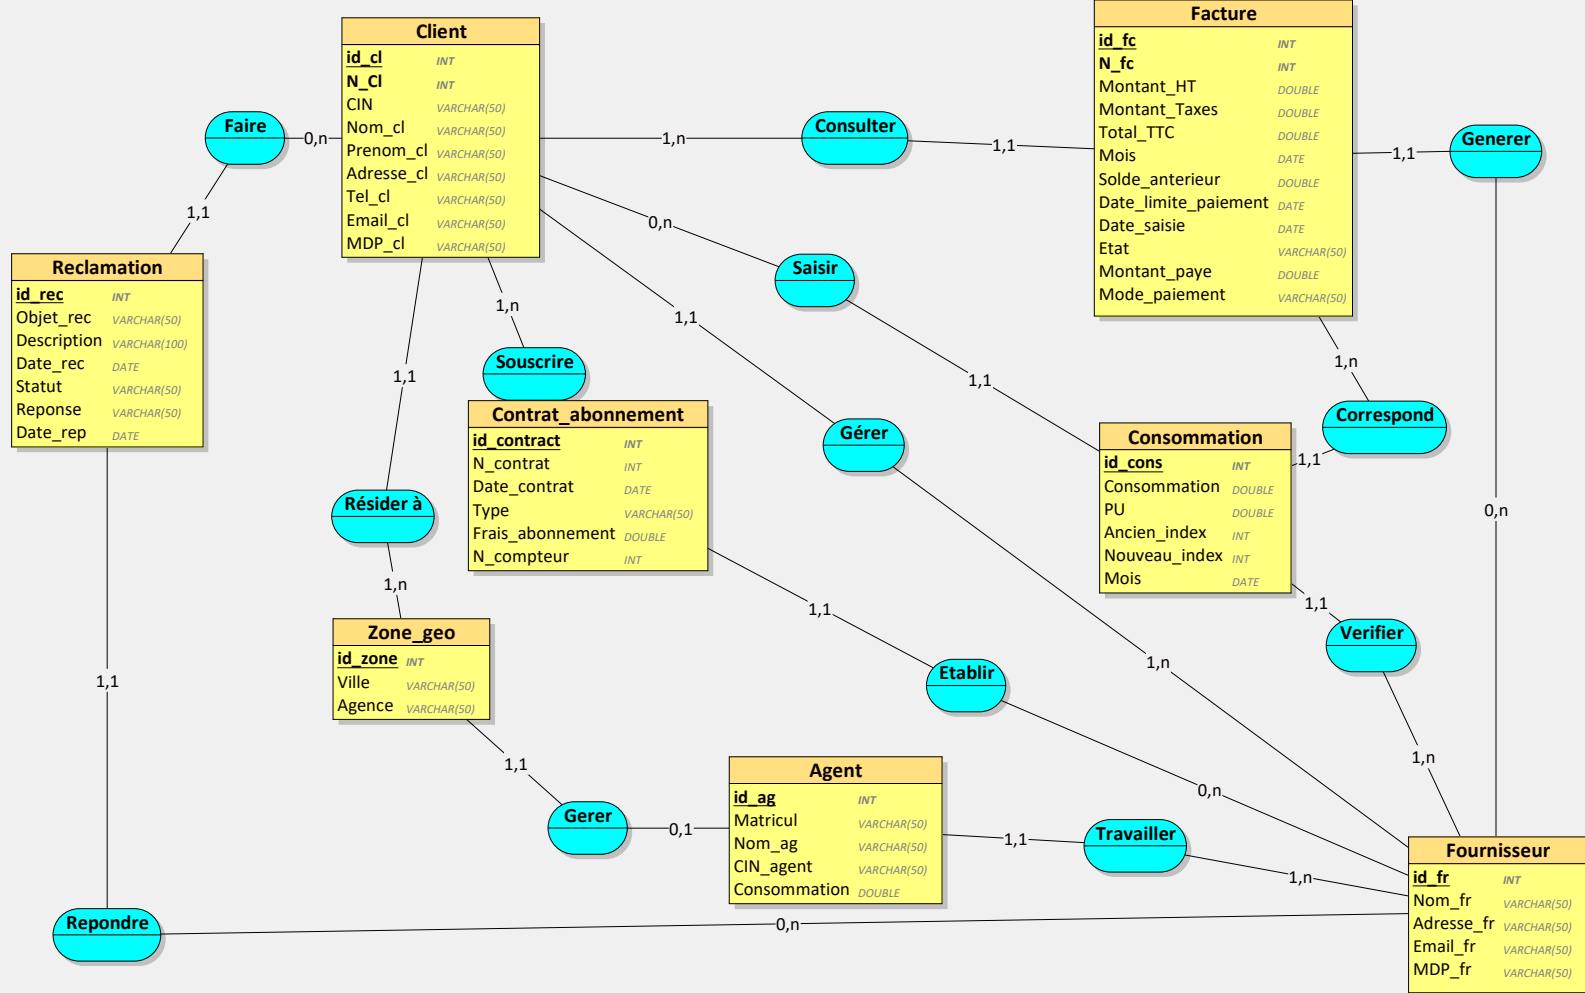 Client
id_cl INT
N_Cl INT
CIN VARCHAR(50)
Nom_cl VARCHAR(50)
Prenom_cl VARCHAR(50)
Adresse_cl VARCHAR(50)
Tel_cl VARCHAR(50)
Email_cl VARCHAR(50)
MDP_cl VARCHAR(50)
Facture
id_fc INT
N_fc INT
Montant_HT DOUBLE
Montant_Taxes DOUBLE
Total_TTC DOUBLE
Mois DATE
Solde_anterieur DOUBLE
Date_limite_paiement DATE
Date_saisie DATE
Etat VARCHAR(50)
Montant_paye DOUBLE
Mode_paiement VARCHAR(50)
Faire
0,n
1,1
1,n
Consulter
1,1
1,1
Générer
0,n
Saisir
1,1
Reclamation
id_rec INT
Objet_rec VARCHAR(50)
Description VARCHAR(100)
Date_rec DATE
Statut VARCHAR(50)
Reponse VARCHAR(50)
Date_rep DATE
1,n
Souscrire
1,1
1,1
Gérer
1,n
Correspond
1,1
0,n
Contrat_abonnement
id_contract INT
N_contrat INT
Date_contrat DATE
Type VARCHAR(50)
Frais_abonnement DOUBLE
N_compteur INT
Consommation
id_cons INT
Consommation DOUBLE
PU DOUBLE
Ancien_index INT
Nouveau_index INT
Mois DATE
Résider à
1,n
1,1
1,1
Verifier
1,n
Zone_geo
id_zone INT
Ville VARCHAR(50)
Agence VARCHAR(50)
1,1
Etablir
1,n
0,n
1,n
1,1
Gerer
0,1
Agent
id_ag INT
Matricul VARCHAR(50)
Nom_ag VARCHAR(50)
CIN_agent VARCHAR(50)
Consommation DOUBLE
1,1
Travailler
1,n
Fournisseur
id_fr INT
Nom_fr VARCHAR(50)
Adresse_fr VARCHAR(50)
Email_fr VARCHAR(50)
MDP_fr VARCHAR(50)
Repondre
0,n